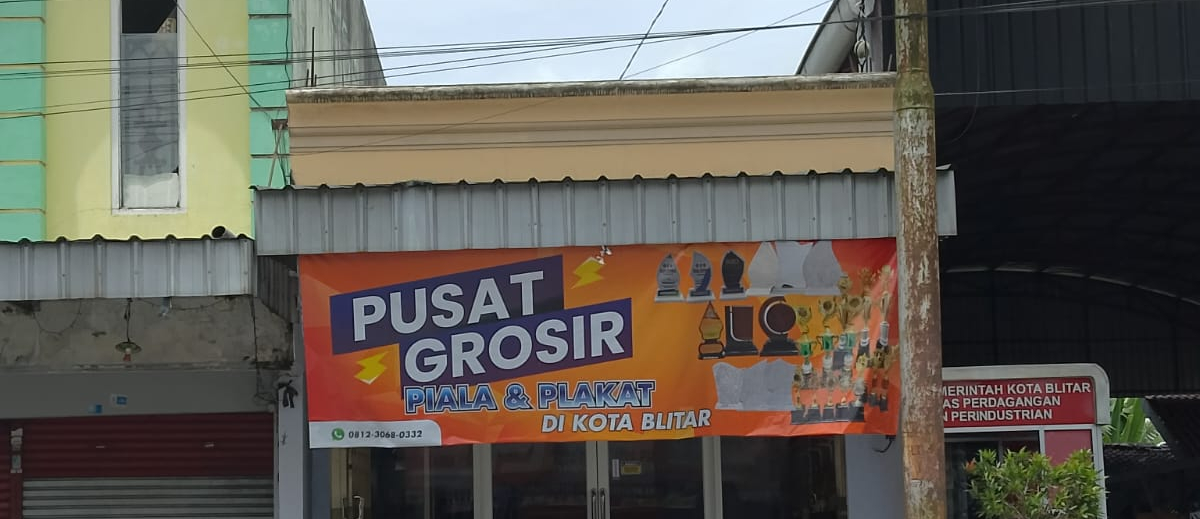 PUSAT
GROSIR
PIALA & PLAKAT
DI KOTA BLITAR
0812-3068-0332
MERINTAH KOTA BLITAR
AS PERDAGANGAN
N PERINDUSTRIAN